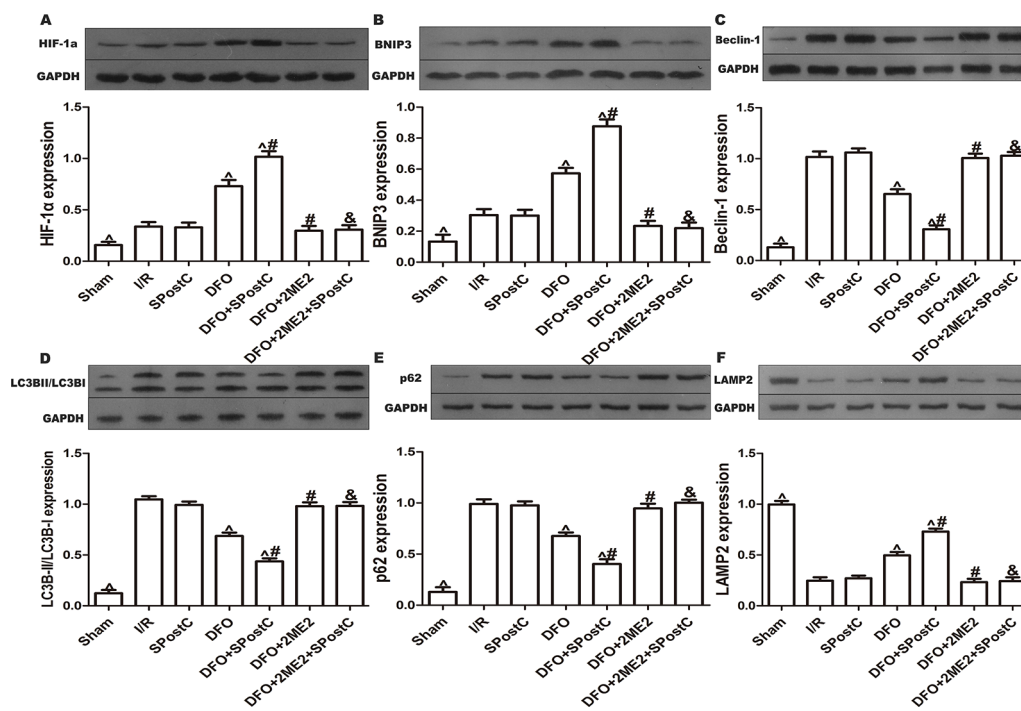 A
HIF-1a
GAPDH
HIF-1α expression
1.5
1.0
0.5
0.0
^
^
^#
#
&
Sham
I/R
SPostC
DFO
DFO+SPostC
DFO+2ME2
DFO+2ME2+SPostC
B
BNIP3
GAPDH
BNIP3 expression
1.0
0.8
0.6
0.4
0.2
0.0
^
^
^#
#
&
Sham
I/R
SPostC
DFO
DFO+SPostC
DFO+2ME2
DFO+2ME2+SPostC
C
Beclin-1
GAPDH
Beclin-1 expression
1.5
1.0
0.5
0.0
^
^
^#
#
&
Sham
I/R
SPostC
DFO
DFO+SPostC
DFO+2ME2
DFO+2ME2+SPostC
D
LC3BII/LC3BI
GAPDH
LC3B-II/LC3B-I expression
1.5
1.0
0.5
0.0
^
^
^#
#
&
Sham
I/R
SPostC
DFO
DFO+SPostC
DFO+2ME2
DFO+2ME2+SPostC
E
p62
GAPDH
p62 expression
1.5
1.0
0.5
0.0
^
^
^#
#
&
Sham
I/R
SPostC
DFO
DFO+SPostC
DFO+2ME2
DFO+2ME2+SPostC
F
LAMP2
GAPDH
LAMP2 expression
1.5
1.0
0.5
0.0
^
^
^#
#
&
Sham
I/R
SPostC
DFO
DFO+SPostC
DFO+2ME2
DFO+2ME2+SPostC